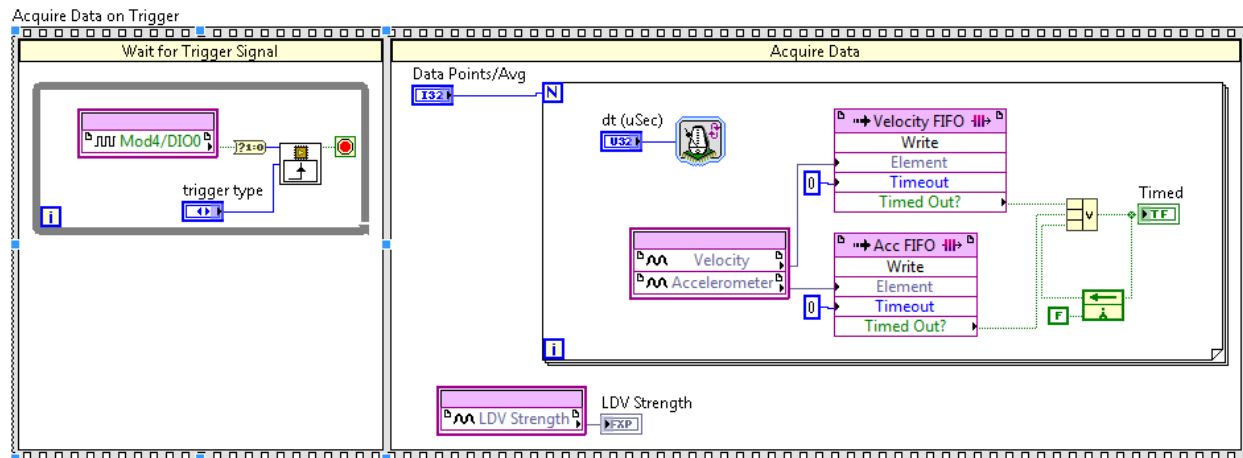 Acquire Data on Trigger
Wait for Trigger Signal
Mod4/DIO0
?1:0
trigger type
i
Acquire Data
Data Points/Avg
I32
N
dt (uSec)
U32
Velocity FIFO
Write
Element
0
Timeout
Timed Out?
Velocity
Accelerometer
Acc FIFO
Write
Element
0
Timeout
Timed Out?
V
Timed
TF
F
i
LDV Strength
LDV Strength
FXP